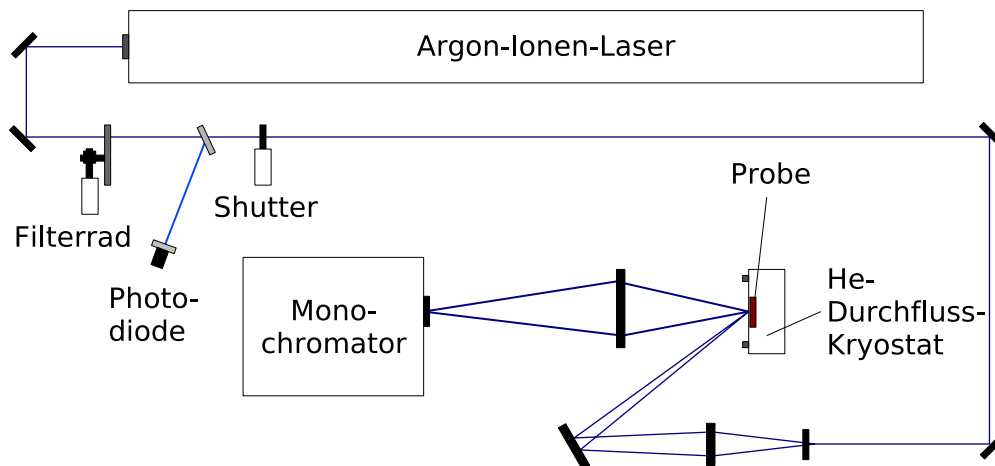 Argon-Ionen-Laser
Filterrad
Shutter
Photo-
diode
Mono-
chromator
Probe
He-
Durchfluss-
Kryostat